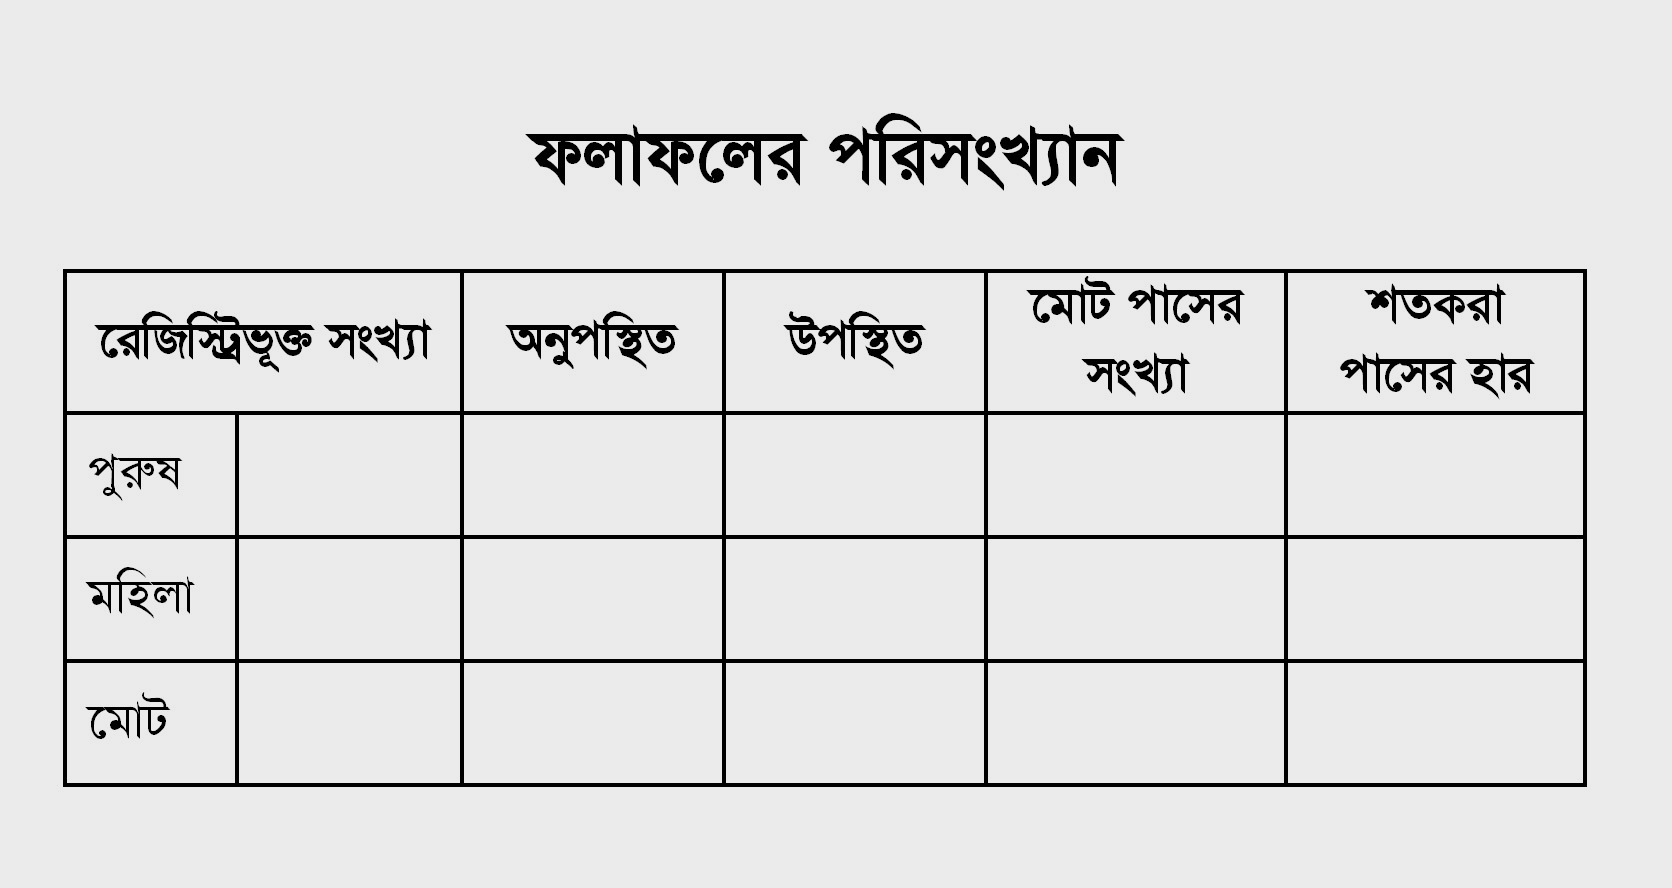 ফলাফলের পরিসংখ্যান
রেজিস্ট্রিভূক্ত সংখ্যা অনুপস্থিত উপস্থিত মোট পাসের সংখ্যা শতকরা পাসের হার
পুরুষ
মহিলা
মোট